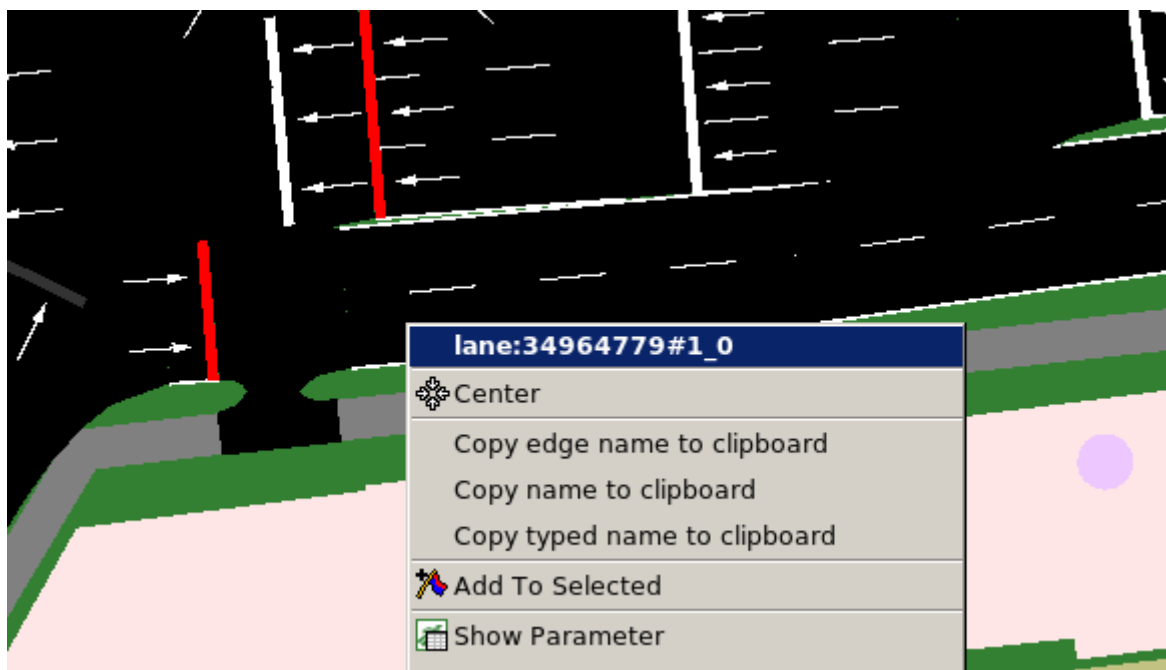 lane:34964779#1_0
Center
Copy edge name to clipboard
Copy name to clipboard
Copy typed name to clipboard
Add To Selected
Show Parameter